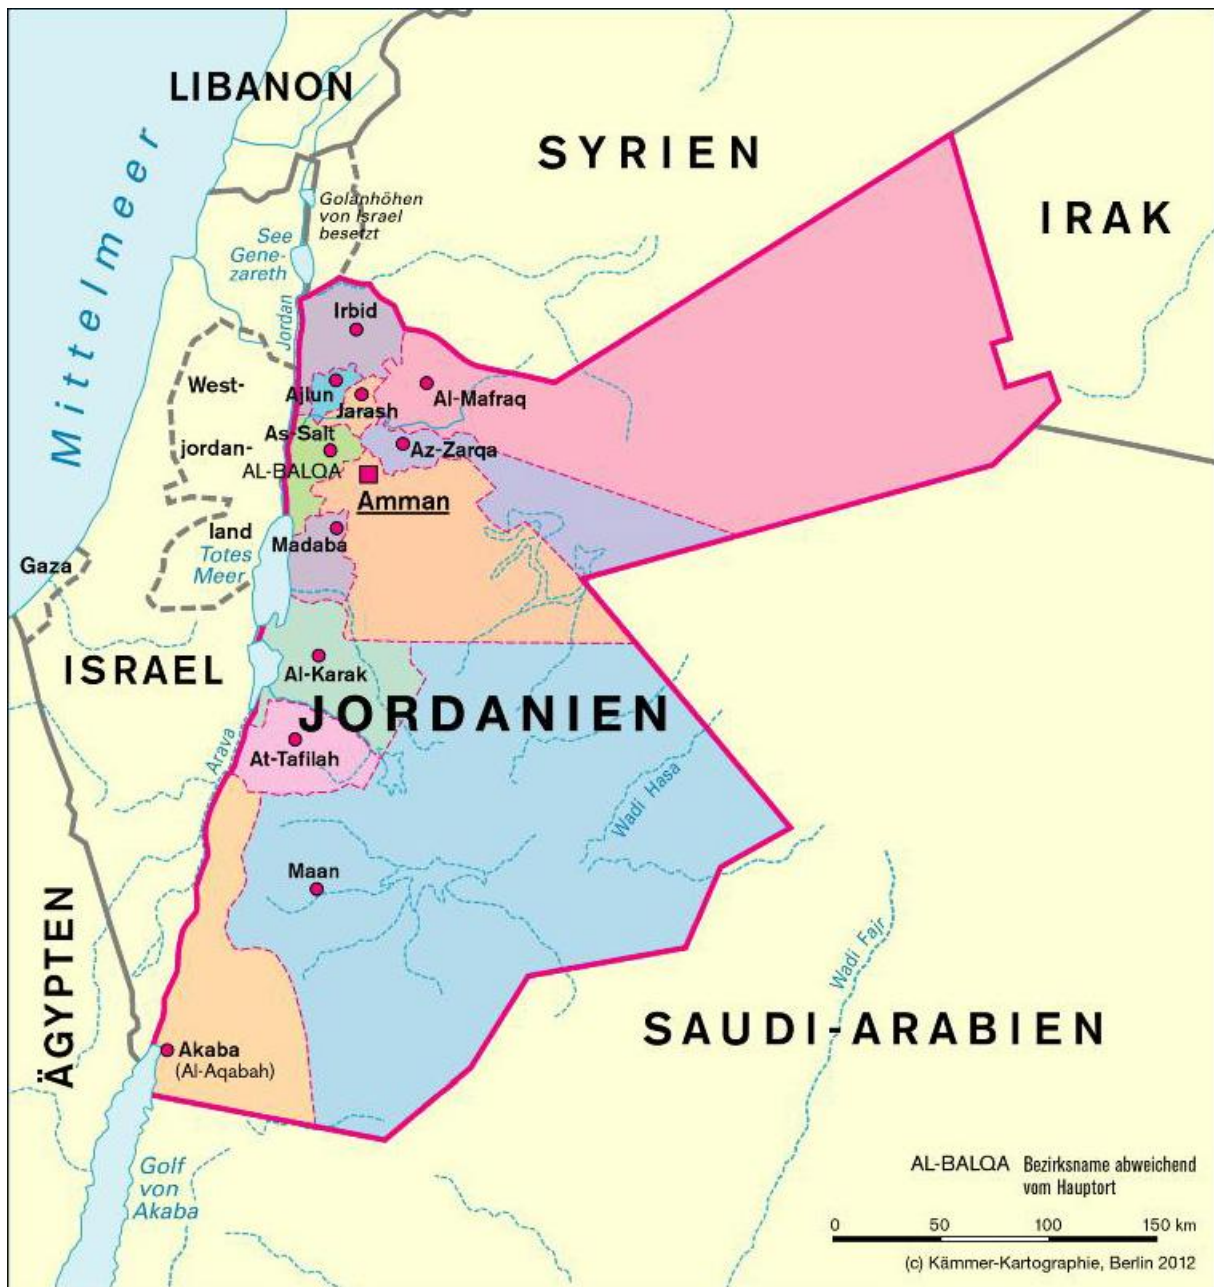 LIBANON
SYRIEN
IRAK
Mittelmeer
Golanhöhen
von Israel
besetzt
See
Gene-
zareth
Jordan
Irbid
West-
Ajlun
Jarash
Al-Mafraq
As-Salt
jordan-
AL-BALQA
Az-Zarqa
Amman
land
Totes
Meer
Madaba
Gaza
ISRAEL
Al-Karak
JORDANIEN
Arava
At-Tafilah
Wadi Hasa
Maan
ÄGYPTEN
Wadi Fajr
SAUDI-ARABIEN
Akaba
(Al-Aqabah)
Golf
von
Akaba
AL-BALQA Bezirksname abweichend
vom Hauptort
0 50 100 150 km
(c) Kämmer-Kartographie, Berlin 2012